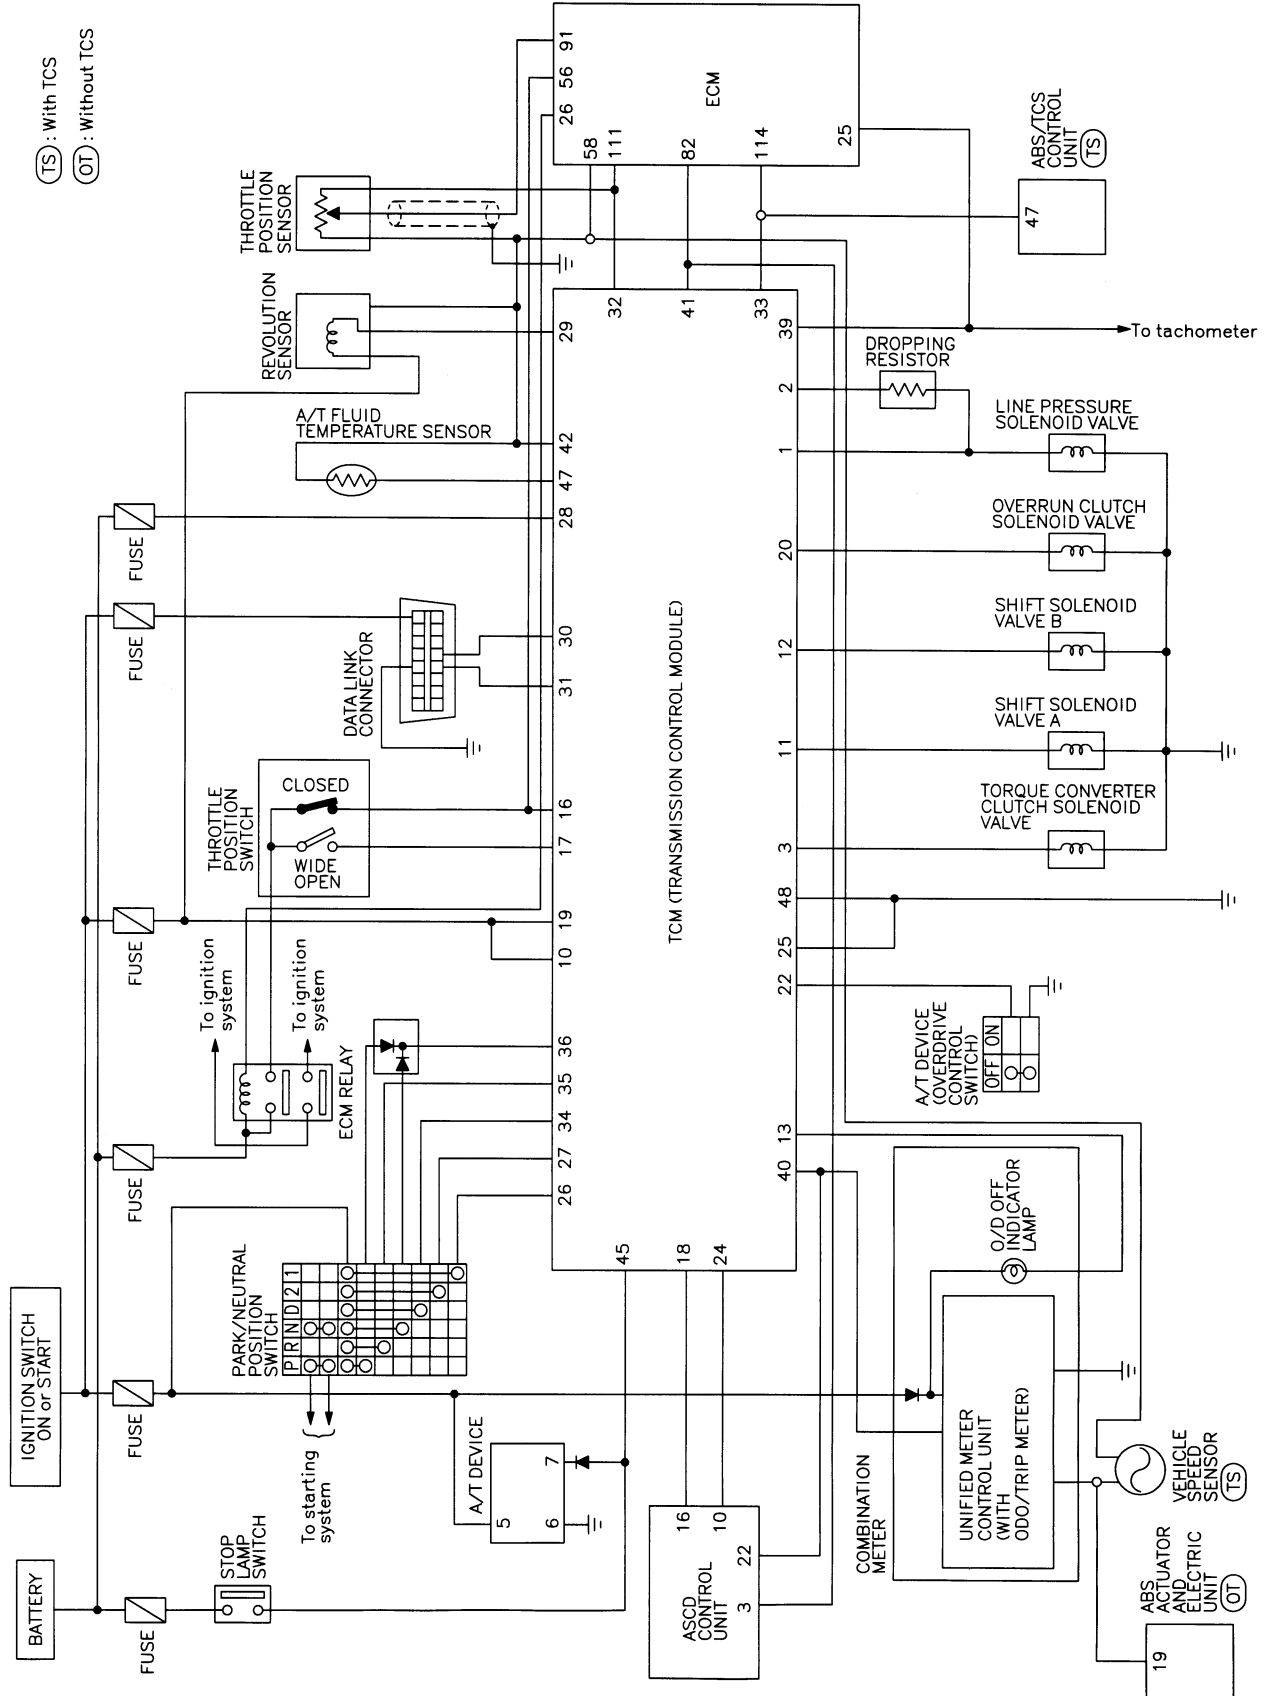 TS : With TCS
OT : Without TCS
91
56
26
ECM
58
111
82
114
25
ABS/TCS
CONTROL
UNIT
TS
47
THROTTLE
POSITION
SENSOR
REVOLUTION
SENSOR
A/T FLUID
TEMPERATURE SENSOR
FUSE
FUSE
DATA LINK
CONNECTOR
THROTTLE
POSITION
SWITCH
CLOSED
WIDE
OPEN
FUSE
To ignition
system
To ignition
system
ECM RELAY
FUSE
PARK/NEUTRAL
POSITION
SWITCH
P R N D 2 1
IGNITION SWITCH
ON or START
FUSE
To starting
system
A/T DEVICE
5
6
7
BATTERY
FUSE
STOP
LAMP
SWITCH
TCM (TRANSMISSION CONTROL MODULE)
32
41
33
29
42
47
28
30
31
16
17
19
10
36
35
34
27
26
45
18
24
39
2
1
20
12
11
3
48
25
22
13
40
To tachometer
DROPPING
RESISTOR
LINE PRESSURE
SOLENOID VALVE
OVERRUN CLUTCH
SOLENOID VALVE
SHIFT SOLENOID
VALVE B
SHIFT SOLENOID
VALVE A
TORQUE CONVERTER
CLUTCH SOLENOID
VALVE
A/T DEVICE
(OVERDRIVE
CONTROL
SWITCH)
OFF ON
O/D OFF
INDICATOR
LAMP
COMBINATION
METER
UNIFIED METER
CONTROL UNIT
(WITH
ODO/TRIP METER)
VEHICLE
SPEED
SENSOR
TS
ASCD
CONTROL
UNIT
16
10
22
3
ABS
ACTUATOR
AND
ELECTRIC
UNIT
OT
19